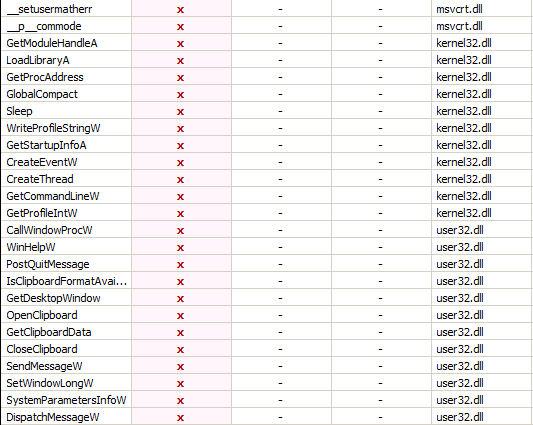 __setusermatherr x - - msvcrt.dll
__p__commode x - - msvcrt.dll
GetModuleHandleA x - - kernel32.dll
LoadLibraryA x - - kernel32.dll
GetProcAddress x - - kernel32.dll
GlobalCompact x - - kernel32.dll
Sleep x - - kernel32.dll
WriteProfileStringW x - - kernel32.dll
GetStartupInfoA x - - kernel32.dll
CreateEventW x - - kernel32.dll
CreateThread x - - kernel32.dll
GetCommandLineW x - - kernel32.dll
GetProfileIntW x - - kernel32.dll
CallWindowProcW x - - user32.dll
WinHelpW x - - user32.dll
PostQuitMessage x - - user32.dll
IsClipboardFormatAvai... x - - user32.dll
GetDesktopWindow x - - user32.dll
OpenClipboard x - - user32.dll
GetClipboardData x - - user32.dll
CloseClipboard x - - user32.dll
SendMessageW x - - user32.dll
SetWindowLongW x - - user32.dll
SystemParametersInfoW x - - user32.dll
DispatchMessageW x - - user32.dll